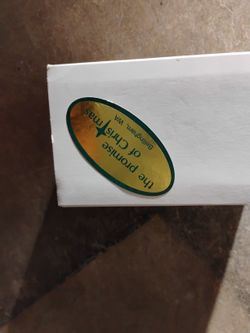 the promise
of Christmas
Bellingham, WA